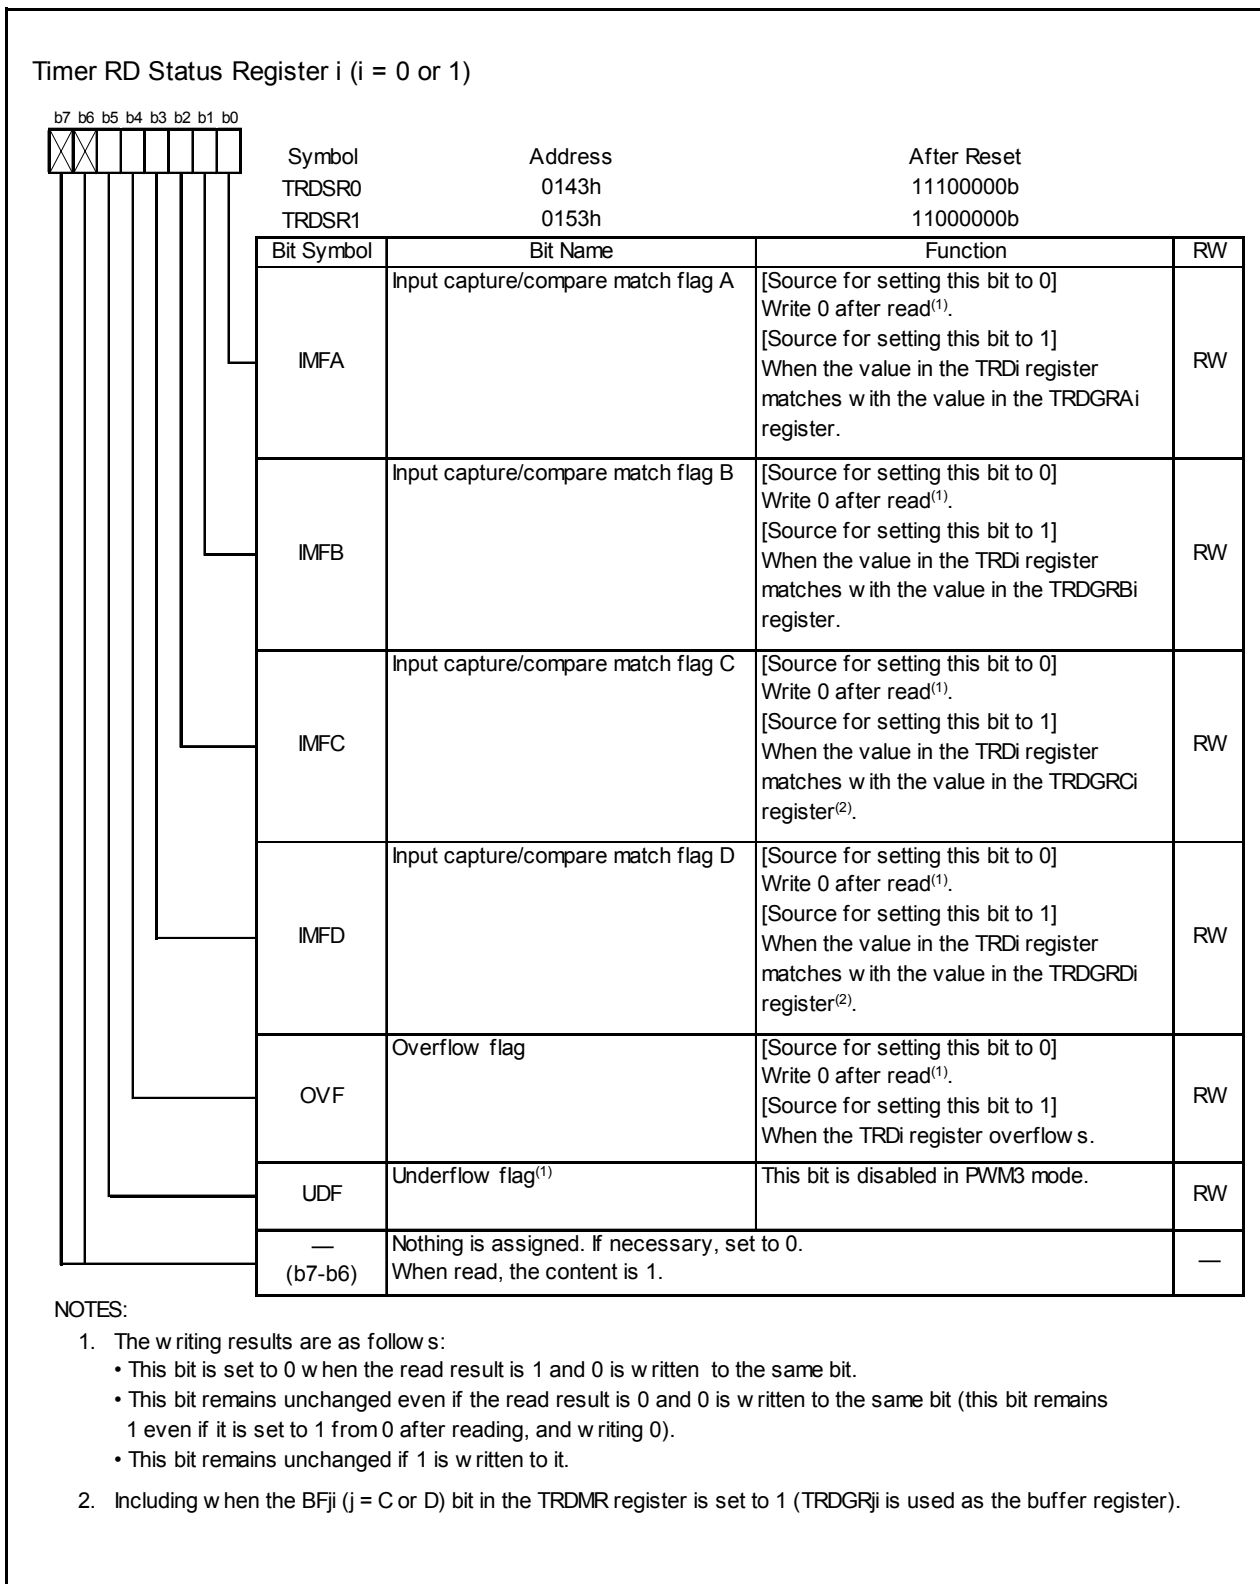 Timer RD Status Register i (i = 0 or 1)
b7 b6 b5 b4 b3 b2 b1 b0
Symbol Address After Reset
TRDSR0 0143h 11100000b
TRDSR1 0153h 11000000b
Bit Symbol Bit Name Function RW
IMFA Input capture/compare match flag A [Source for setting this bit to 0]
Write 0 after read(1).
[Source for setting this bit to 1]
When the value in the TRDi register
matches with the value in the TRDGRAi
register.
RW
IMFB Input capture/compare match flag B [Source for setting this bit to 0]
Write 0 after read(1).
[Source for setting this bit to 1]
When the value in the TRDi register
matches with the value in the TRDGRBi
register.
RW
IMFC Input capture/compare match flag C [Source for setting this bit to 0]
Write 0 after read(1).
[Source for setting this bit to 1]
When the value in the TRDi register
matches with the value in the TRDGRCi
register(2).
RW
IMFD Input capture/compare match flag D [Source for setting this bit to 0]
Write 0 after read(1).
[Source for setting this bit to 1]
When the value in the TRDi register
matches with the value in the TRDGRDi
register(2).
RW
OVF Overflow flag [Source for setting this bit to 0]
Write 0 after read(1).
[Source for setting this bit to 1]
When the TRDi register overflows.
RW
UDF Underflow flag(1) This bit is disabled in PWM3 mode. RW
— (b7-b6) Nothing is assigned. If necessary, set to 0.
When read, the content is 1.
—
NOTES:
1. The writing results are as follows:
• This bit is set to 0 when the read result is 1 and 0 is written to the same bit.
• This bit remains unchanged even if the read result is 0 and 0 is written to the same bit (this bit remains
1 even if it is set to 1 from 0 after reading, and writing 0).
• This bit remains unchanged if 1 is written to it.
2. Including when the BFji (j = C or D) bit in the TRDMR register is set to 1 (TRDGRji is used as the buffer register).